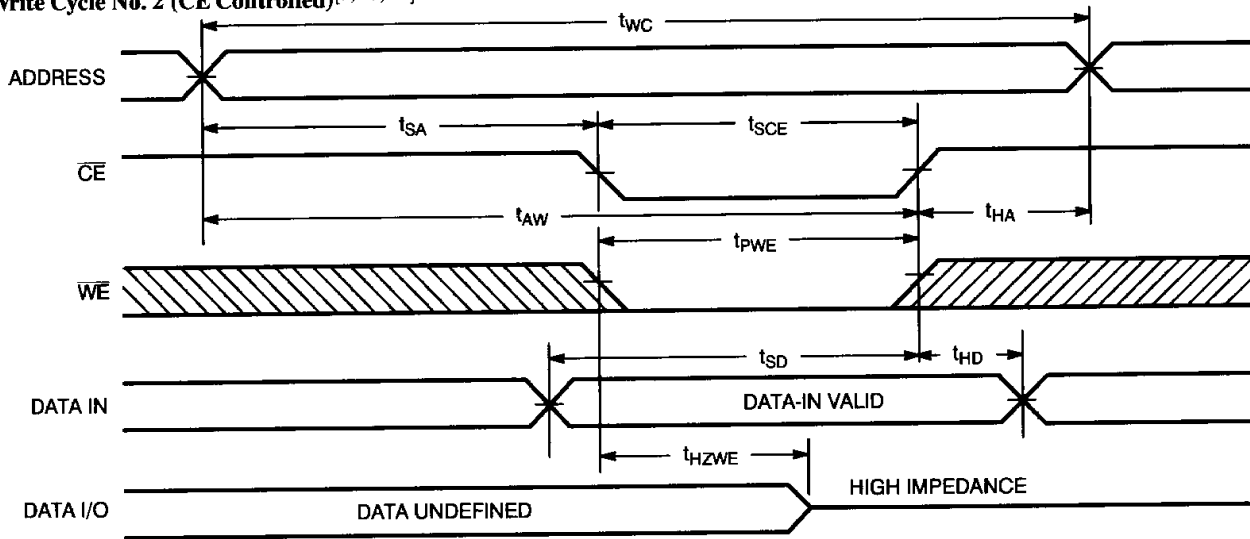 Write Cycle No. 2 (CE Controlled)
tWC
ADDRESS
tSA
tSCE
CE
tAW
tHA
tPWE
WE
tSD
tHD
DATA IN
DATA-IN VALID
tHZWE
HIGH IMPEDANCE
DATA I/O
DATA UNDEFINED